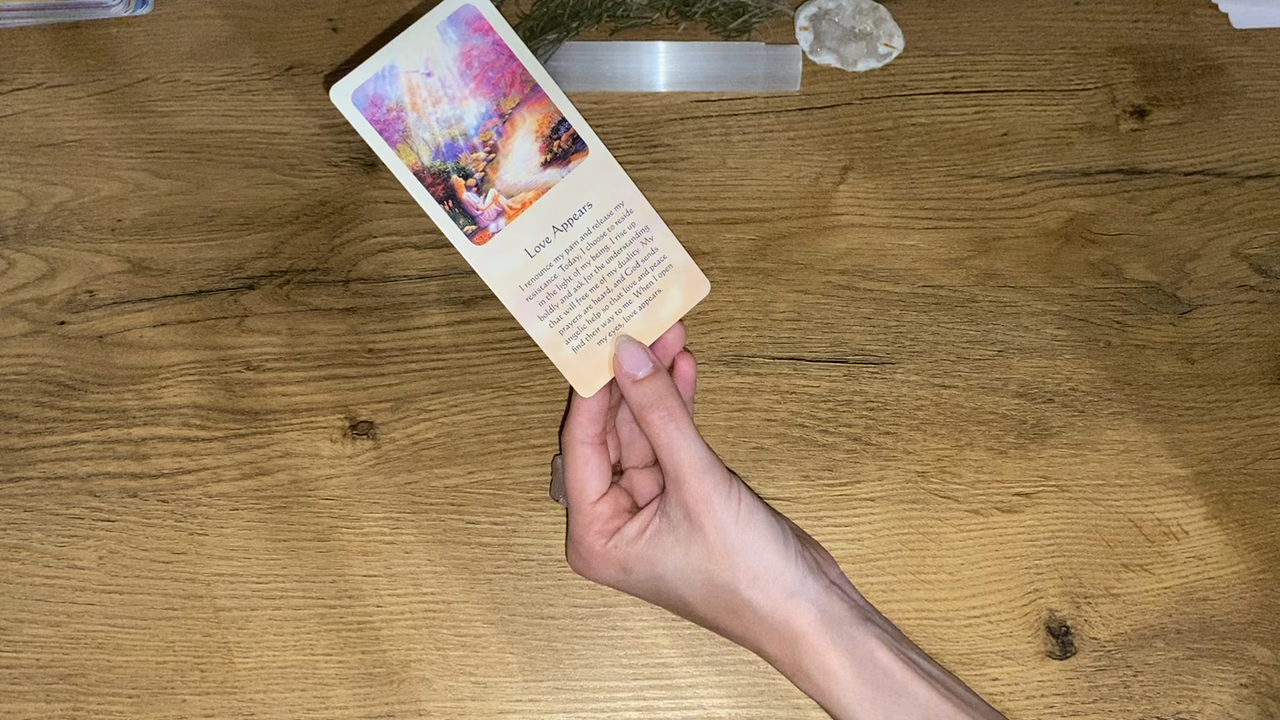 Love Appears
I renounce my pain and release my
resistance. Today, I choose to reside
in the light of my being. I rise up
boldly and ask for the understanding
that will free me of my duality. My
prayers are heard, and God sends
angelic help so that love and peace
find their way to me. When I open
my eyes, love appears.